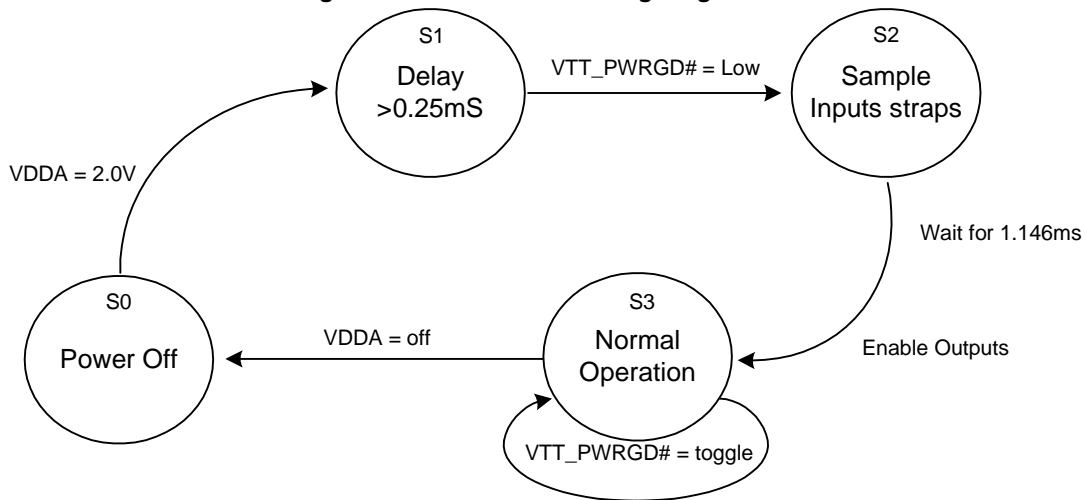 S1
Delay
>0.25mS
VTT_PWRGD# = Low
S2
Sample
Inputs straps
VDDA = 2.0V
Wait for 1.146ms
S0
Power Off
VDDA = off
S3
Normal
Operation
Enable Outputs
VTT_PWRGD# = toggle